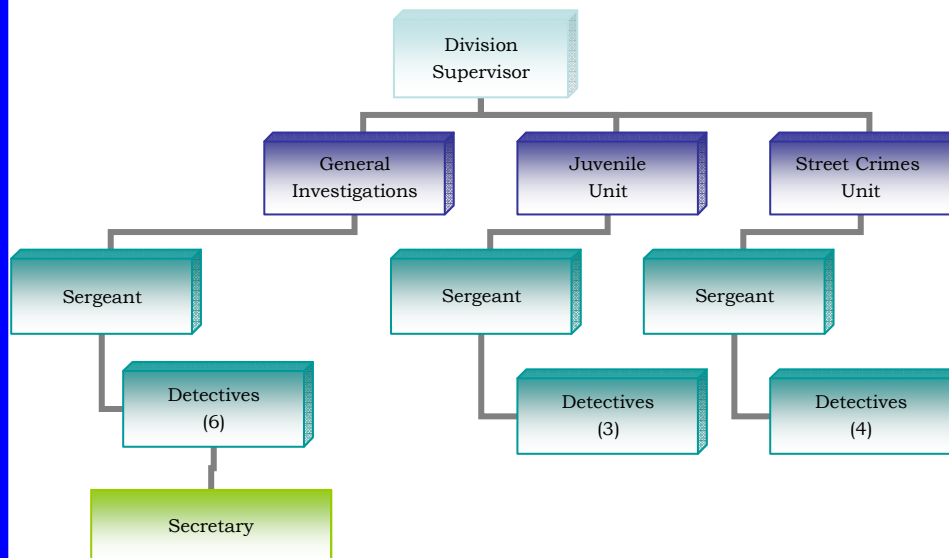 Division
Supervisor
General
Investigations
Juvenile
Unit
Street Crimes
Unit
Sergeant
Sergeant
Sergeant
Detectives
(6)
Detectives
(3)
Detectives
(4)
Secretary